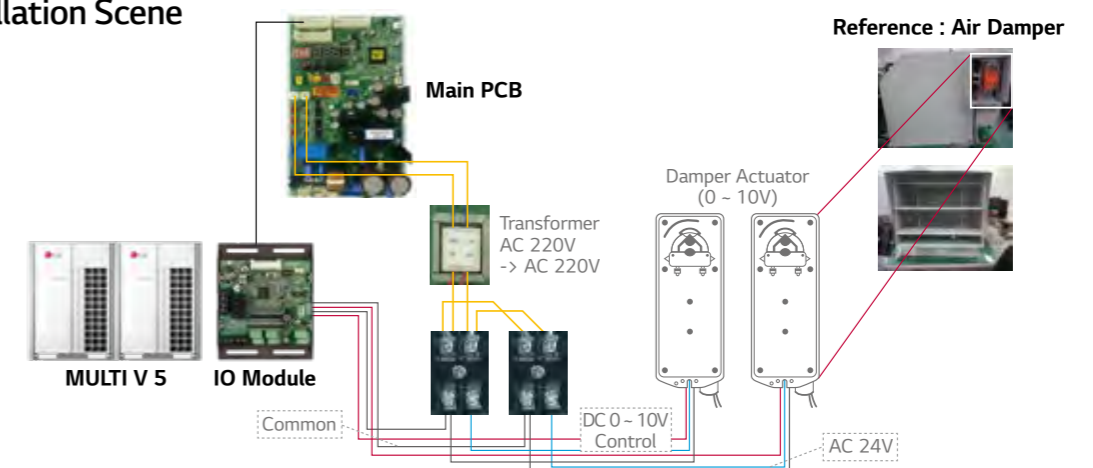 llation Scene
Reference : Air Damper
Main PCB
Damper Actuator
(0 ~ 10V)
Transformer
AC 220V
-> AC 220V
MULTI V 5
IO Module
Common
DC 0 ~ 10V
Control
AC 24V